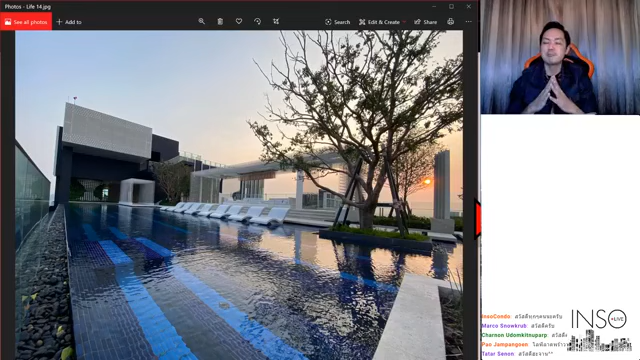 Photos - Life 14.jpg
See all photos
Add to
Search
Edit & Create
Share
InsoCondo: สวัสดีทุกๆคนนะครับ
Marco Snowkrub: สวัสดีครับ
Charnon Udomkitnuparp: สวัสดีค
Pao Jampangoen:
Tatar Senon:
INSO
LIVE